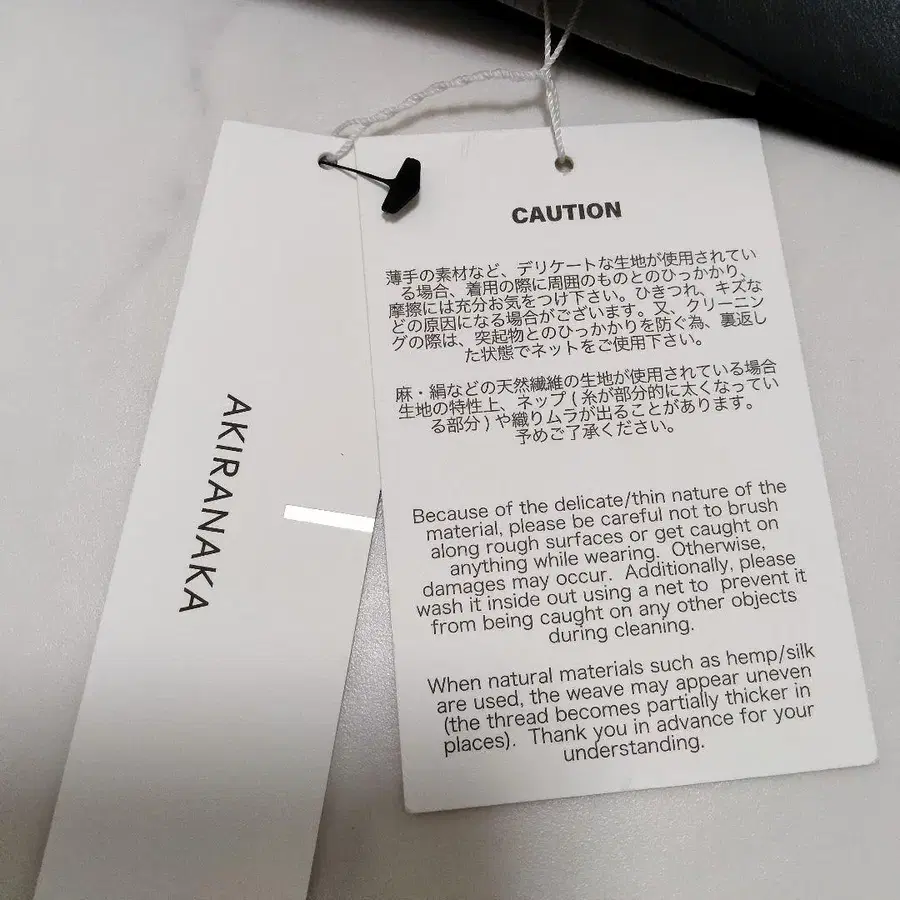 AKIRANAKA
CAUTION
薄手の素材など、デリケートな生地が使用されてい
る場合、着用の際に周囲のものとのひっかかり、
摩擦には充分お気をつけ下さい。ひきつれ、キズな
どの原因になる場合がございます。又、クリーニン
グの際は、突起物とのひっかかりを防ぐ為、裏返し
た状態でネットをご使用下さい。
麻・絹などの天然繊維の生地が使用されている場合
生地の特性上、ネップ ( 糸が部分的に太くなってい
る部分 ) や織りムラが出ることがあります。
予めご了承ください。
Because of the delicate/thin nature of the
material, please be careful not to brush
along rough surfaces or get caught on
anything while wearing. Otherwise,
damages may occur. Additionally, please
wash it inside out using a net to prevent it
from being caught on any other objects
during cleaning.
When natural materials such as hemp/silk
are used, the weave may appear uneven
(the thread becomes partially thicker in
places). Thank you in advance for your
understanding.